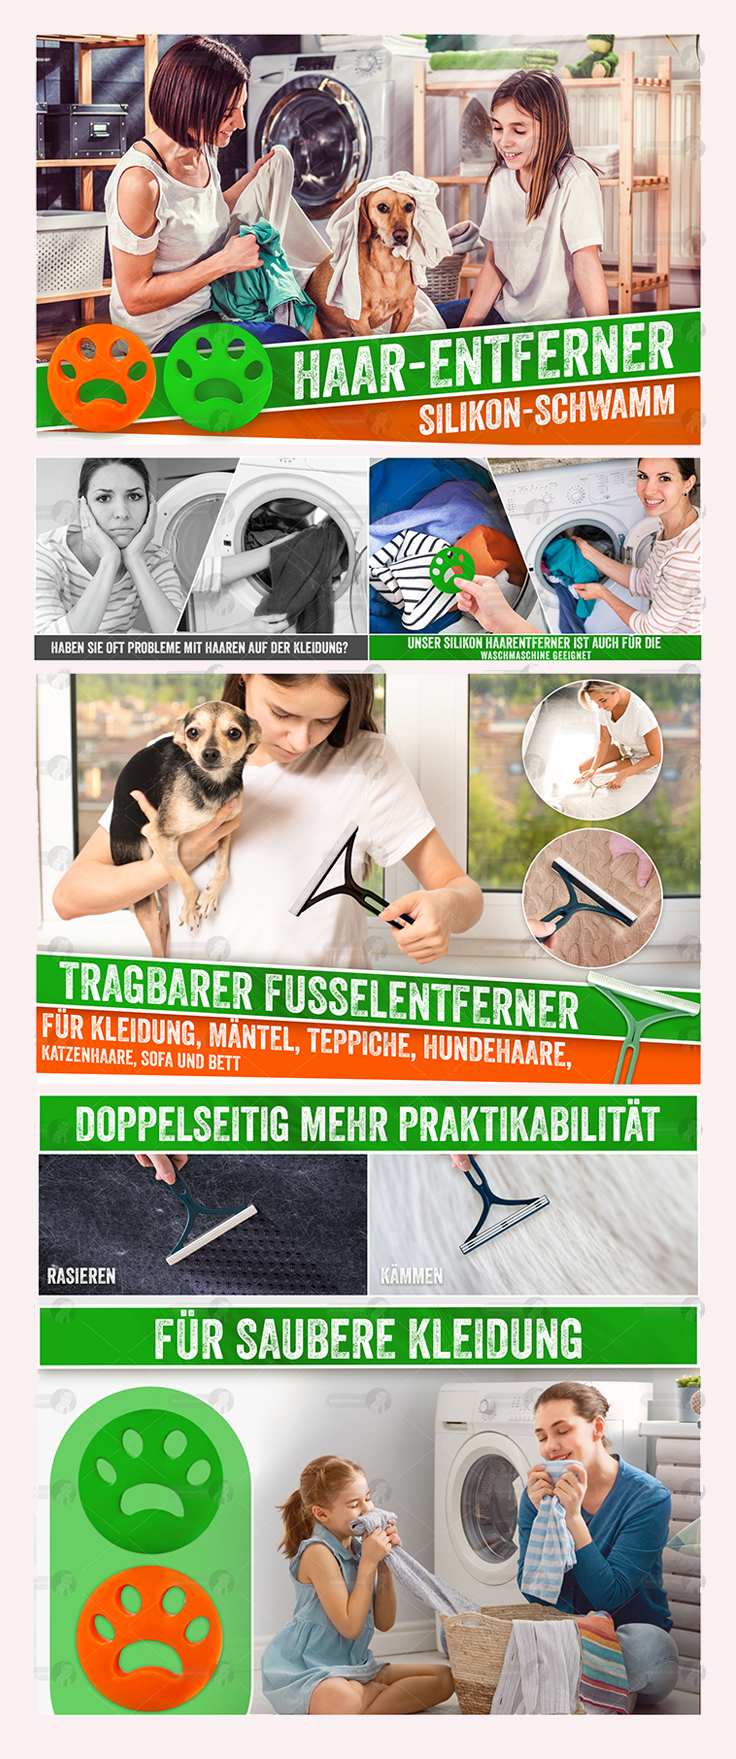 HAAR-ENTFERNER
SILIKON-SCHWAMM
HABEN SIE OFT PROBLEME MIT HAAREN AUF DER KLEIDUNG?
UNSER SILIKON HAARENTFERNER IST AUCH FÜR DIE
WASCHMASCHINE GEEIGNET
TRAGBARER FUSSELENTFERNER
FÜR KLEIDUNG, MÄNTEL, TEPPICHE, HUNDEHAARE,
KATZENHAARE, SOFA UND BETT
DOPPELSEITIG MEHR PRAKTIKABILITÄT
RASIEREN
KÄMMEN
FÜR SAUBERE KLEIDUNG